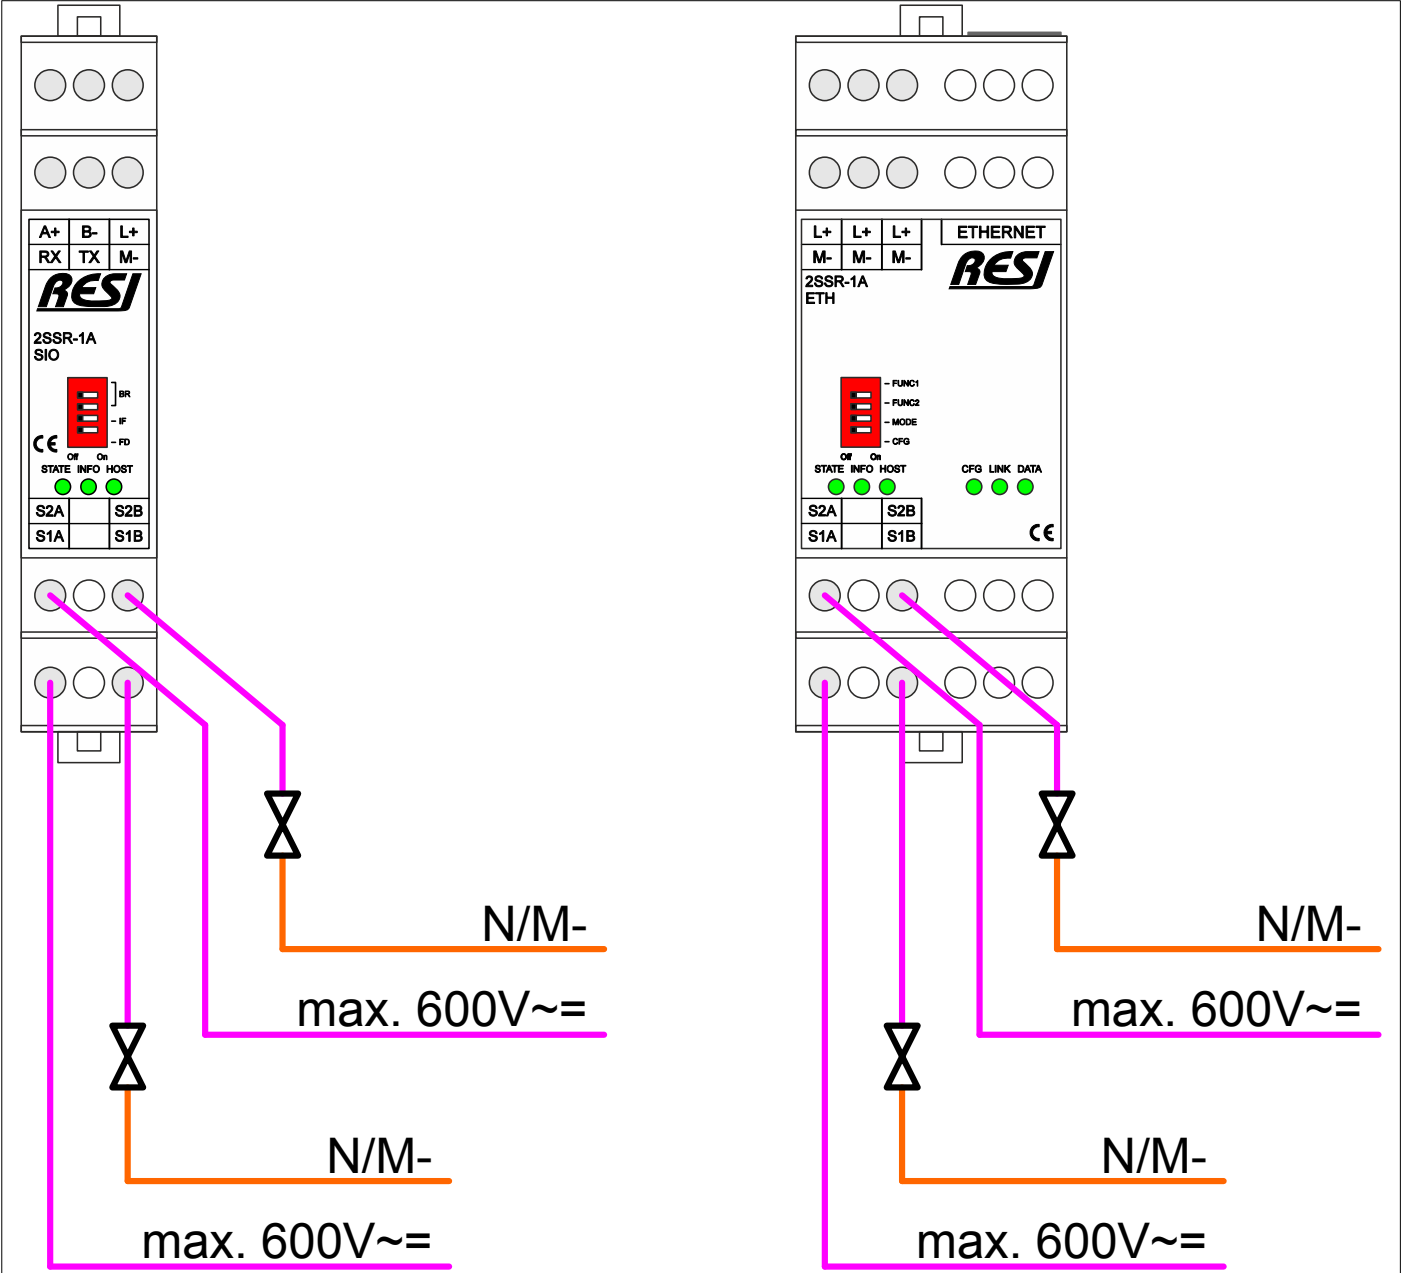 A+ B- L+
RX TX M-
RESI
2SSR-1A
SIO
BR
IF
FD
Off On
CE
STATE INFO HOST
S2A S2B
S1A S1B
N/M-
max. 600V~=
N/M-
max. 600V~=
L+ L+ L+ ETHERNET
M- M- M-
RESI
2SSR-1A
ETH
FUNC1
FUNC2
MODE
CFG
Off On
STATE INFO HOST CFG LINK DATA
S2A S2B
S1A S1B
CE
N/M-
max. 600V~=
N/M-
max. 600V~=